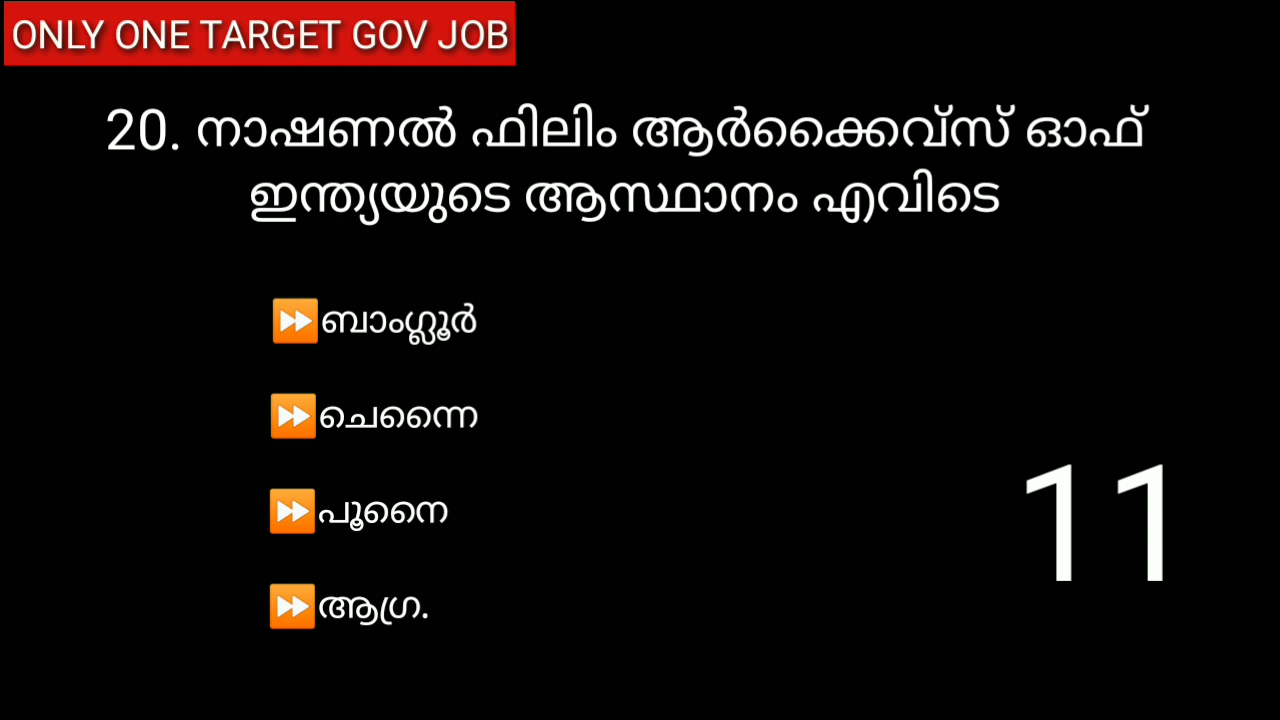 ONLY ONE TARGET GOV JOB
20. നാഷണൽ ഫിലിം ആർക്കൈവ്സ് ഓഫ്
ഇന്ത്യയുടെ ആസ്ഥാനം എവിടെ
⏩ബാംഗ്ലൂർ
⏩ചെന്നൈ
⏩പൂനൈ
⏩ആഗ്ര.
11